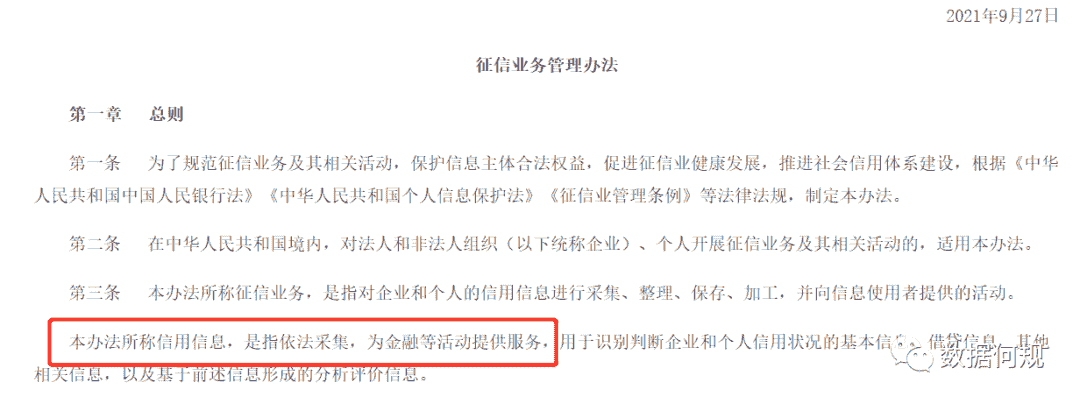 2021年9月27日
征信业务管理办法
第一章 总则
第一条 为了规范征信业务及其相关活动，保护信息主体合法权益，促进征信业健康发展，推进社会信用体系建设，根据《中华
人民共和国中国人民银行法》《中华人民共和国个人信息保护法》《征信业管理条例》等法律法规，制定本办法。
第二条 在中华人民共和国境内，对法人和非法人组织（以下统称企业）、个人开展征信业务及其相关活动的，适用本办法。
第三条 本办法所称征信业务，是指对企业和个人的信用信息进行采集、整理、保存、加工，并向信息使用者提供的活动。
本办法所称信用信息，是指依法采集，为金融等活动提供服务，用于识别判断企业和个人信用状况的基本信息、借贷信息、其他
相关信息，以及基于前述信息形成的分析评价信息。
数据何规